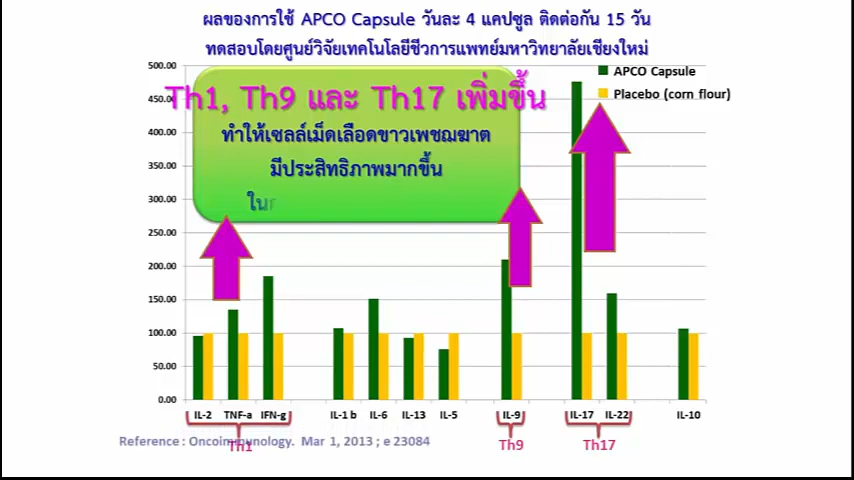 ผลของการใช้ APCO Capsule วันละ 4 แคปซูล ติดต่อกัน 15 วัน
ทดสอบโดยศูนย์วิจัยเทคโนโลยีชีวการแพทย์มหาวิทยาลัยเชียงใหม่
500.00
APCO Capsule
Th1, Th9 และ Th17 เพิ่มขึ้น
450.0
Placebo (corn flour)
400.00
ทำให้เซลล์เม็ดเลือดขาวเพชฌฆาต
350.00
มีประสิทธิภาพมากขึ้น
300.00
ใน
250.00
200.00
150.00
100.00
50.00
0.00
IL-2 TNF-a IFN-g IL-1 b IL-6 IL-13 IL-5 IL-9 IL-17 IL-22 IL-10
Reference : Oncoimmunology. Mar 1, 2013 ; e 23084
Th1 Th9 Th17